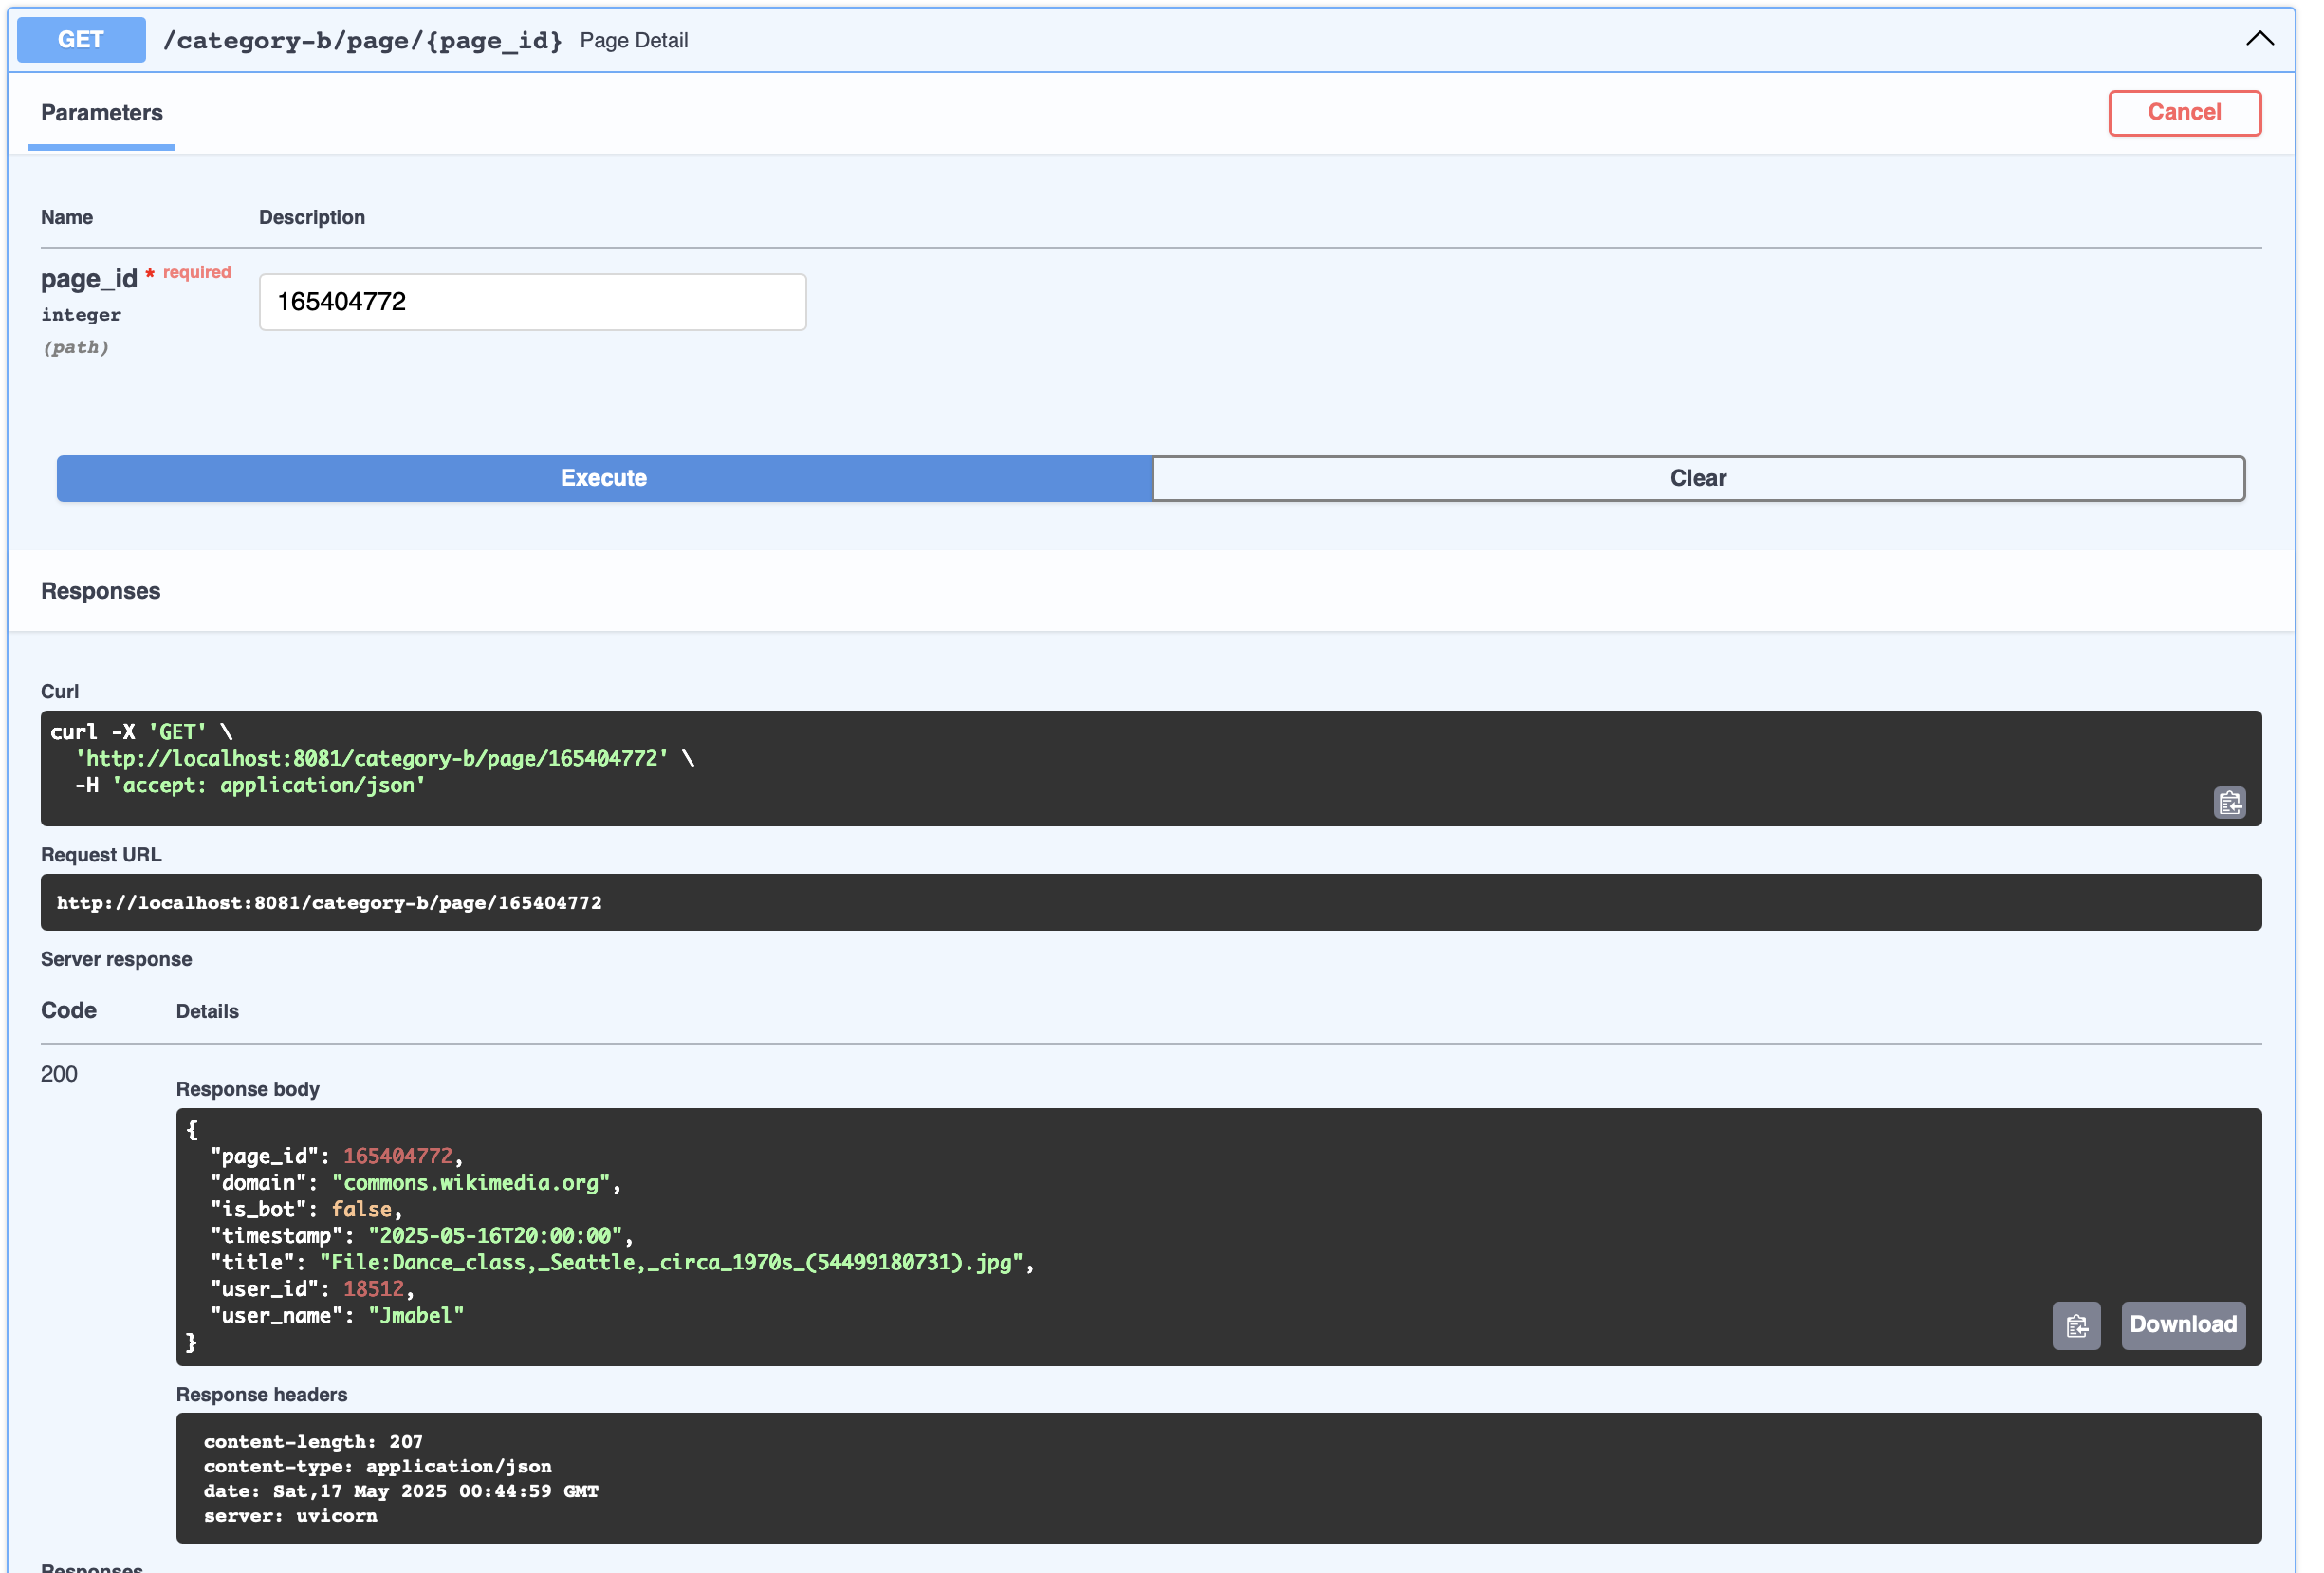 GET /category-b/page/{page_id} Page Detail
Parameters
Cancel
Name Description
page_id * required
integer
(path)
165404772
Execute
Clear
Responses
Curl
curl -X 'GET' \
  'http://localhost:8081/category-b/page/165404772' \
  -H 'accept: application/json'
Request URL
http://localhost:8081/category-b/page/165404772
Server response
Code Details
200
Response body
{
  "page_id": 165404772,
  "domain": "commons.wikimedia.org",
  "is_bot": false,
  "timestamp": "2025-05-16T20:00:00",
  "title": "File:Dance_class,_Seattle,_circa_1970s_(54499180731).jpg",
  "user_id": 18512,
  "user_name": "Jmabel"
}
Download
Response headers
content-length: 207
content-type: application/json
date: Sat,17 May 2025 00:44:59 GMT
server: uvicorn
Responses